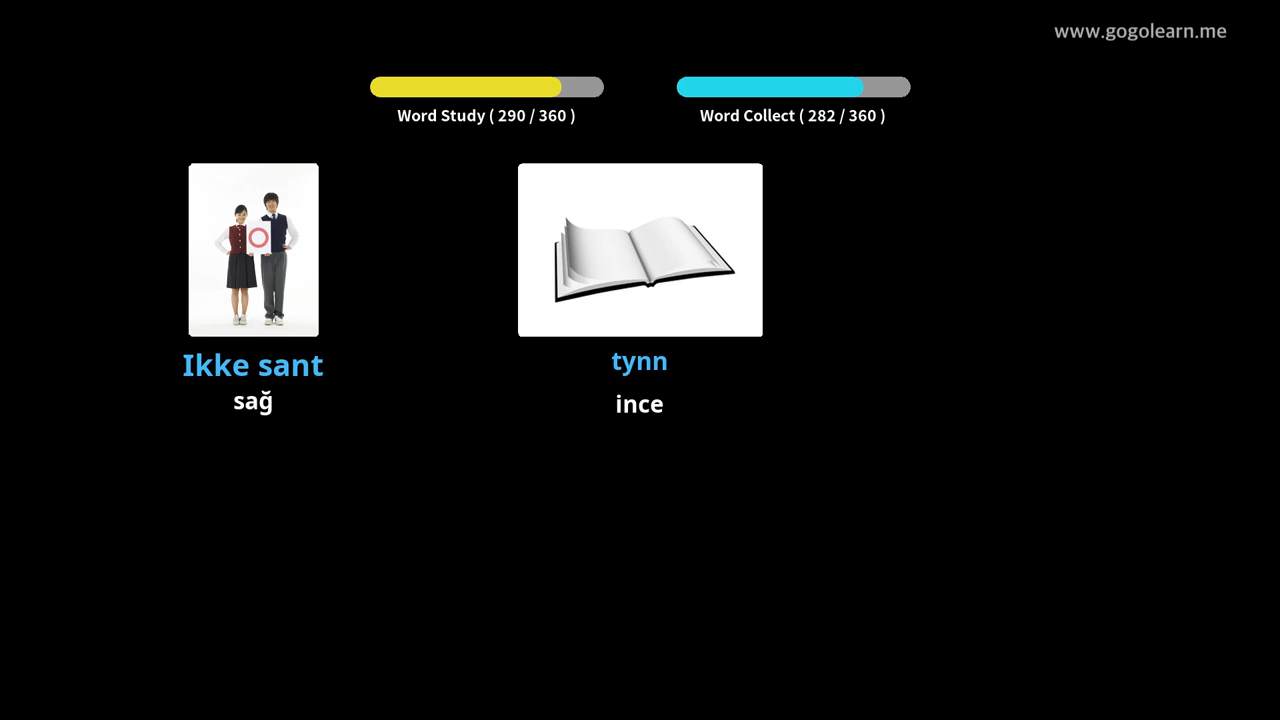 www.gogolearn.me
Word Study ( 290 / 360 )
Word Collect ( 282 / 360 )
Ikke sant
sağ
tynn
ince